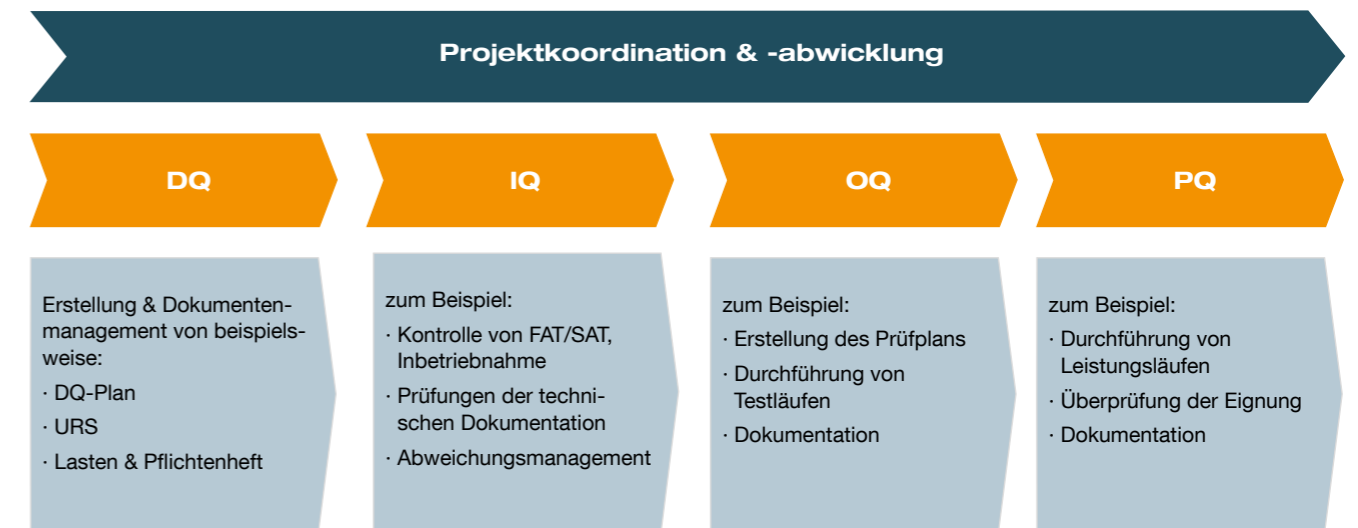 Projektkoordination & -abwicklung
DQ
IQ
OQ
PQ
Erstellung & Dokumenten-
management von beispiels-
weise:
· DQ-Plan
· URS
· Lasten & Pflichtenheft
zum Beispiel:
· Kontrolle von FAT/SAT,
Inbetriebnahme
· Prüfungen der techni-
schen Dokumentation
· Abweichungsmanagement
zum Beispiel:
· Erstellung des Prüfplans
· Durchführung von
Testläufen
· Dokumentation
zum Beispiel:
· Durchführung von
Leistungsläufen
· Überprüfung der Eignung
· Dokumentation